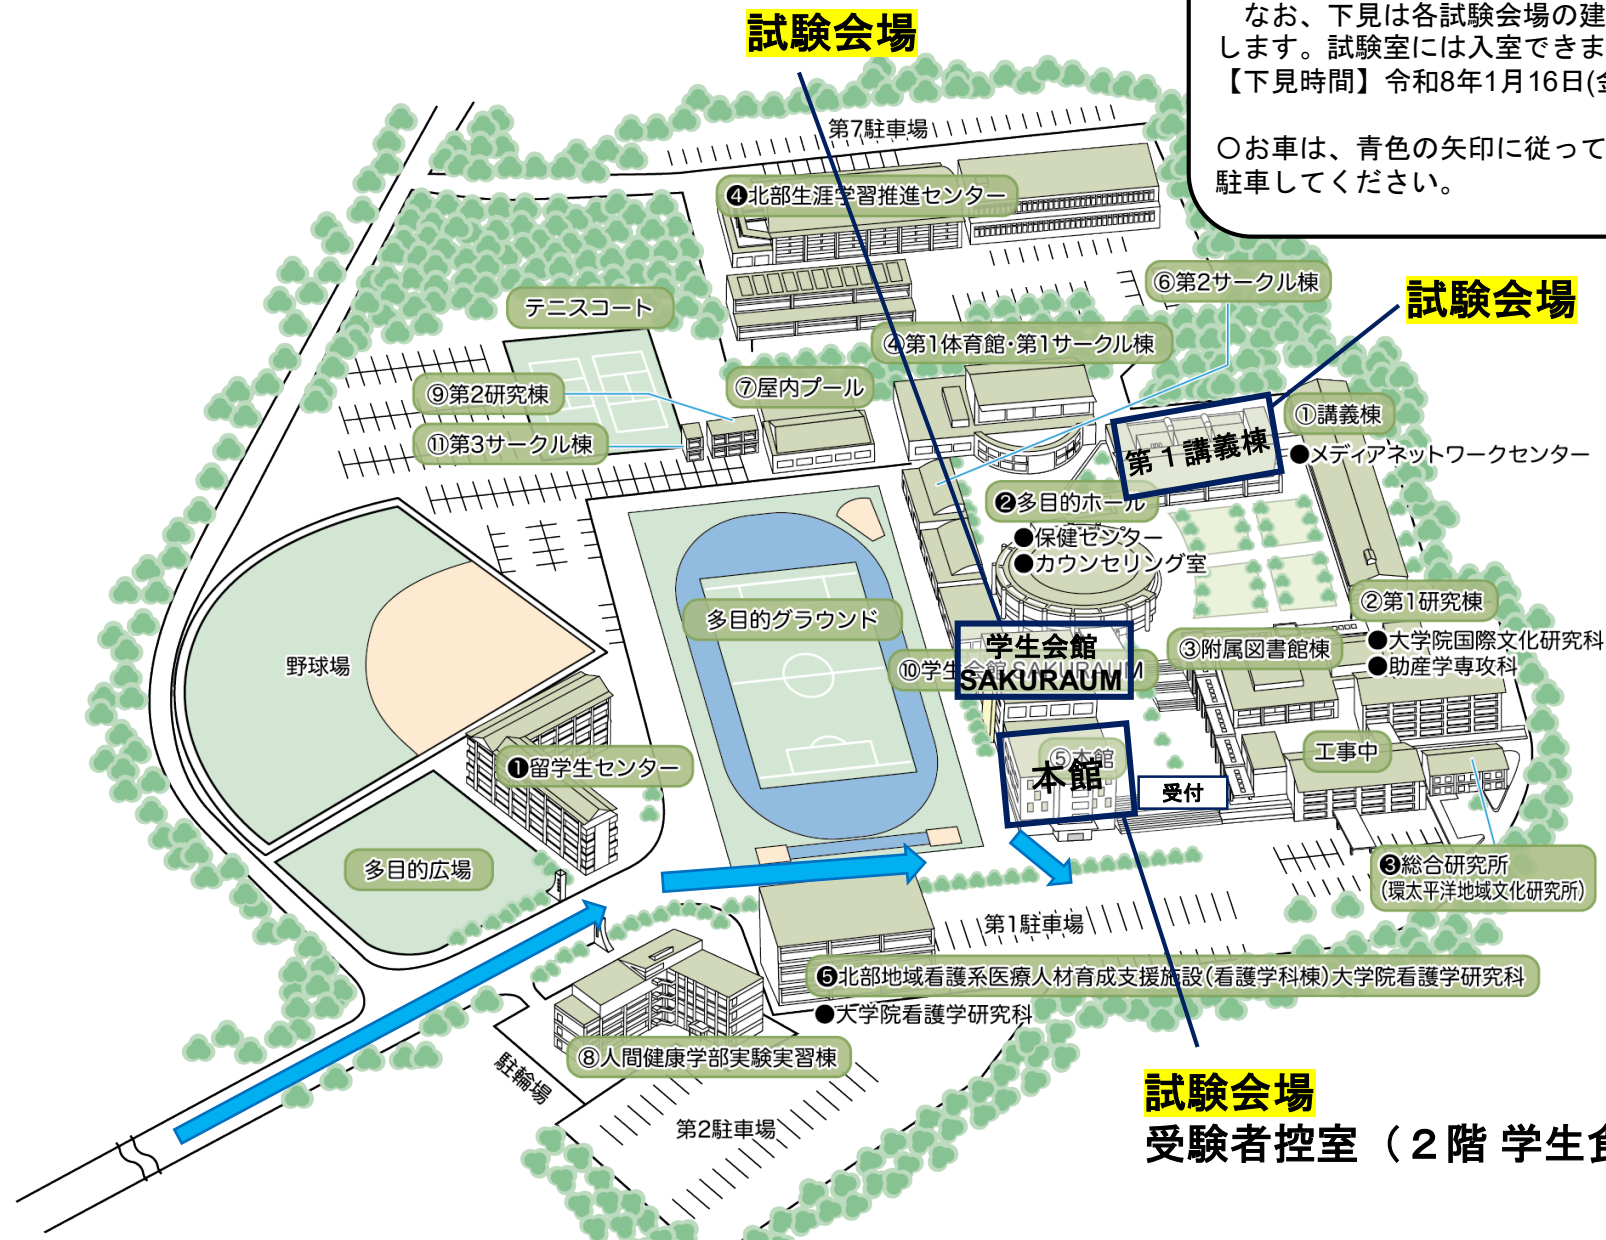 試験会場
なお、下見は各試験会場の建
します。試験室には入室できま
【下見時間】令和8年1月16日(金
○お車は、青色の矢印に従って
駐車してください。
第7駐車場
❹北部生涯学習推進センター
⑥第2サークル棟
試験会場
テニスコート
④第1体育館・第1サークル棟
⑨第2研究棟
⑦屋内プール
①講義棟
⑪第3サークル棟
第１講義棟
●メディアネットワークセンター
❷多目的ホール
●保健センター
●カウンセリング室
多目的グラウンド
②第1研究棟
野球場
学生会館
SAKURAUM
⑩学生会館 SAKURAUM
③附属図書館棟
●大学院国際文化研究科
●助産学専攻科
❶留学生センター
⑤本館
本館
受付
工事中
多目的広場
❸総合研究所
(環太平洋地域文化研究所)
第1駐車場
❺北部地域看護系医療人材育成支援施設(看護学科棟)大学院看護学研究科
●大学院看護学研究科
⑧人間健康学部実験実習棟
駐輪場
第2駐車場
試験会場
受験者控室（２階 学生食